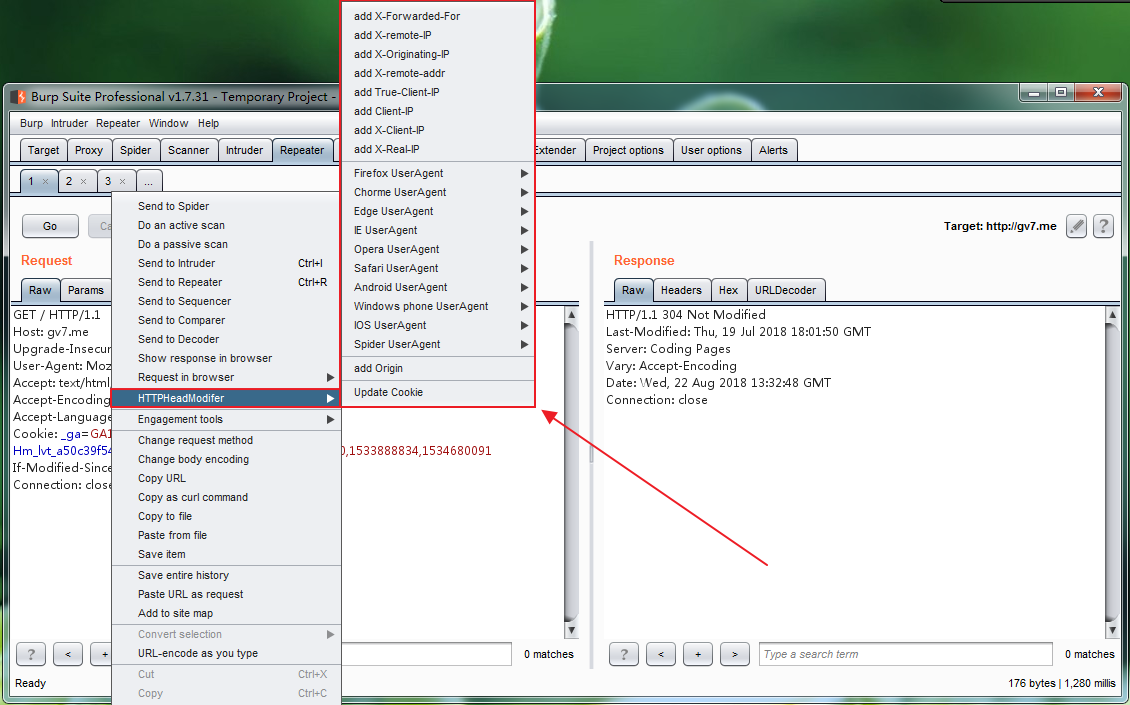 Burp Suite Professional v1.7.31 - Temporary Project -
Burp Intruder Repeater Window Help
Target Proxy Spider Scanner Intruder Repeater Extender Project options User options Alerts
1 × 2 × 3 × ...
Go
Target: http://gv7.me
?
Request
Raw Params
GET / HTTP/1.1
Host: gv7.me
Upgrade-Insecur
User-Agent: Moz
Accept: text/html
Accept-Encoding
Accept-Language
Cookie: _ga=GA1
Hm_lvt_a50c39f54 0,1533888834,1534680091
If-Modified-Since
Connection: close
Send to Spider
Do an active scan
Do a passive scan
Send to Intruder Ctrl+I
Send to Repeater Ctrl+R
Send to Sequencer
Send to Comparer
Send to Decoder
Show response in browser
Request in browser
HTTPHeadModifer
Engagement tools
Change request method
Change body encoding
Copy URL
Copy as curl command
Copy to file
Paste from file
Save item
Save entire history
Paste URL as request
Add to site map
Convert selection
URL-encode as you type
Cut Ctrl+X
Copy Ctrl+C
add X-Forwarded-For
add X-remote-IP
add X-Originating-IP
add X-remote-addr
add True-Client-IP
add Client-IP
add X-Client-IP
add X-Real-IP
Firefox UserAgent
Chorme UserAgent
Edge UserAgent
IE UserAgent
Opera UserAgent
Safari UserAgent
Android UserAgent
Windows phone UserAgent
IOS UserAgent
Spider UserAgent
add Origin
Update Cookie
Response
Raw Headers Hex URLDecoder
HTTP/1.1 304 Not Modified
Last-Modified: Thu, 19 Jul 2018 18:01:50 GMT
Server: Coding Pages
Vary: Accept-Encoding
Date: \Wed, 22 Aug 2018 13:32:48 GMT
Connection: close
? < + 0 matches
? < + > Type a search term 0 matches
Ready
176 bytes | 1,280 millis